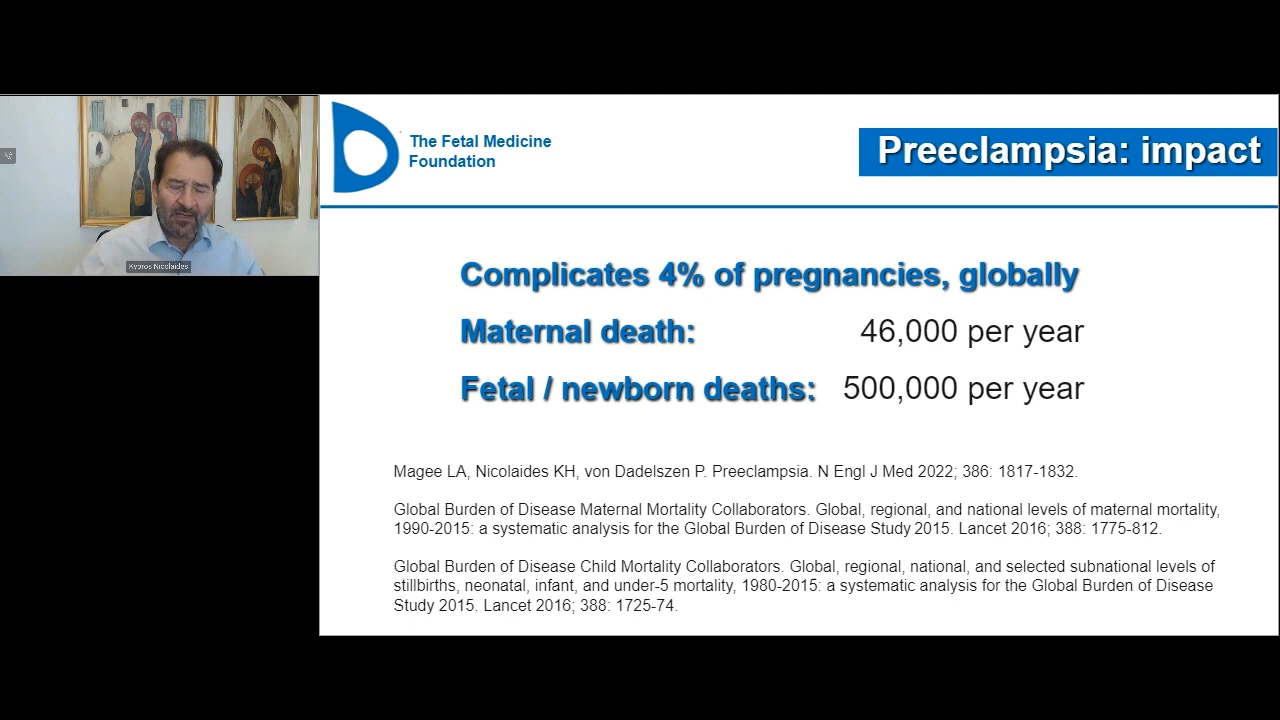 The Fetal Medicine
Foundation
Preeclampsia: impact
Kypros Nicolaides
Complicates 4% of pregnancies, globally
Maternal death: 46,000 per year
Fetal / newborn deaths: 500,000 per year
Magee LA, Nicolaides KH, von Dadelszen P. Preeclampsia. N Engl J Med 2022; 386: 1817-1832.
Global Burden of Disease Maternal Mortality Collaborators. Global, regional, and national levels of maternal mortality,
1990-2015: a systematic analysis for the Global Burden of Disease Study 2015. Lancet 2016; 388: 1775-812.
Global Burden of Disease Child Mortality Collaborators. Global, regional, national, and selected subnational levels of
stillbirths, neonatal, infant, and under-5 mortality, 1980-2015: a systematic analysis for the Global Burden of Disease
Study 2015. Lancet 2016; 388: 1725-74.